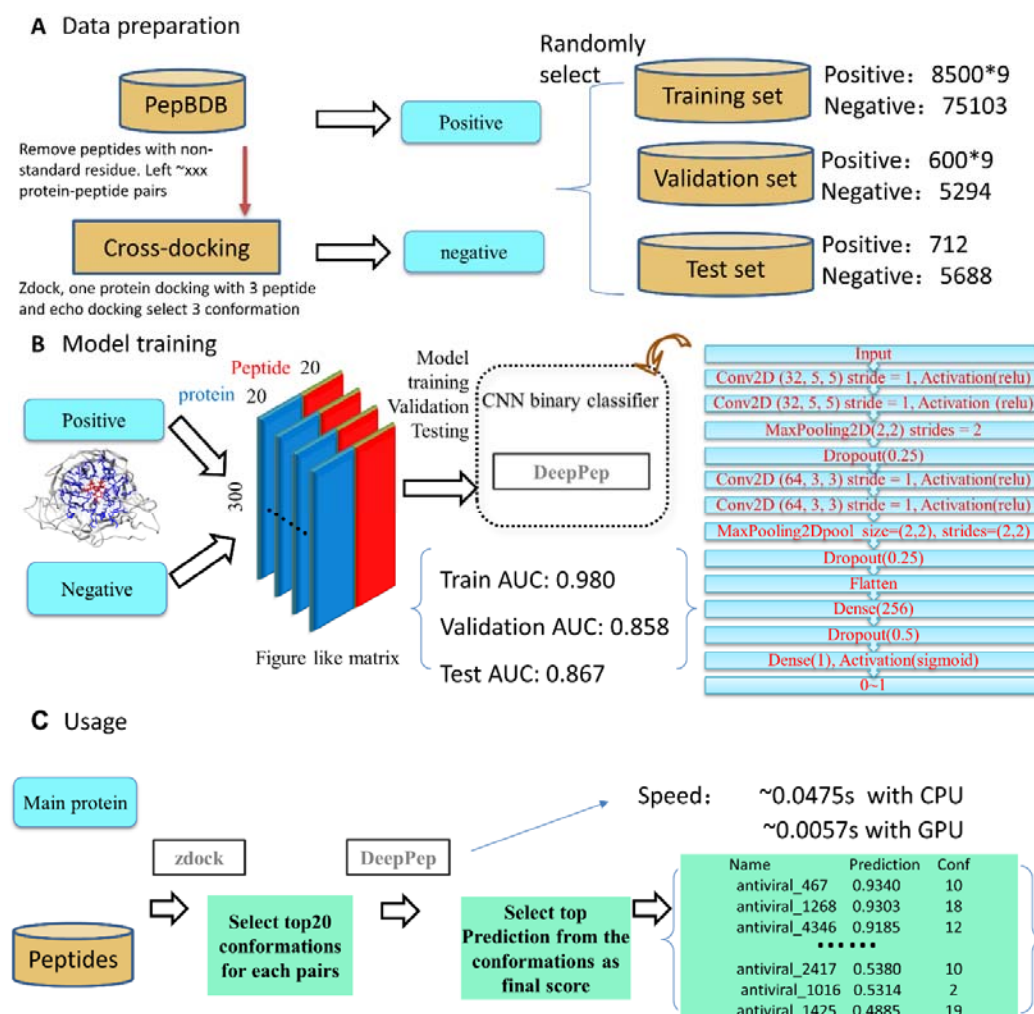 A Data preparation
PepBDB
Remove peptides with non-
standard residue. Left ~xxx
protein-peptide pairs
Cross-docking
Zdock, one protein docking with 3 peptide
and echo docking select 3 conformation
Positive
negative
Randomly
select
Training set
Positive: 8500*9
Negative: 75103
Validation set
Positive: 600*9
Negative: 5294
Test set
Positive: 712
Negative: 5688
B Model training
Positive
Negative
Peptide 20
protein 20
300
Figure like matrix
Model
training
Validation
Testing
CNN binary classifier
DeepPep
Train AUC: 0.980
Validation AUC: 0.858
Test AUC: 0.867
Input
Conv2D (32, 5, 5) stride = 1, Activation(relu)
Conv2D (32, 5, 5) stride = 1, Activation (relu)
MaxPooling2D(2,2) strides = 2
Dropout(0.25)
Conv2D (64, 3, 3) stride = 1, Activation(relu)
Conv2D (64, 3, 3) stride = 1, Activation(relu)
MaxPooling2Dpool_size=(2,2), strides=(2,2)
Dropout(0.25)
Flatten
Dense(256)
Dropout(0.5)
Dense(1), Activation(sigmoid)
0~1
C Usage
Main protein
Peptides
zdock
Select top20
conformations
for each pairs
DeepPep
Select top
Prediction from the
conformations as
final score
Speed: ~0.0475s with CPU
~0.0057s with GPU
Name Prediction Conf
antiviral_467 0.9340 10
antiviral_1268 0.9303 18
antiviral_4346 0.9185 12
......
antiviral_2417 0.5380 10
antiviral_1016 0.5314 2
antiviral_1425 0.4885 19